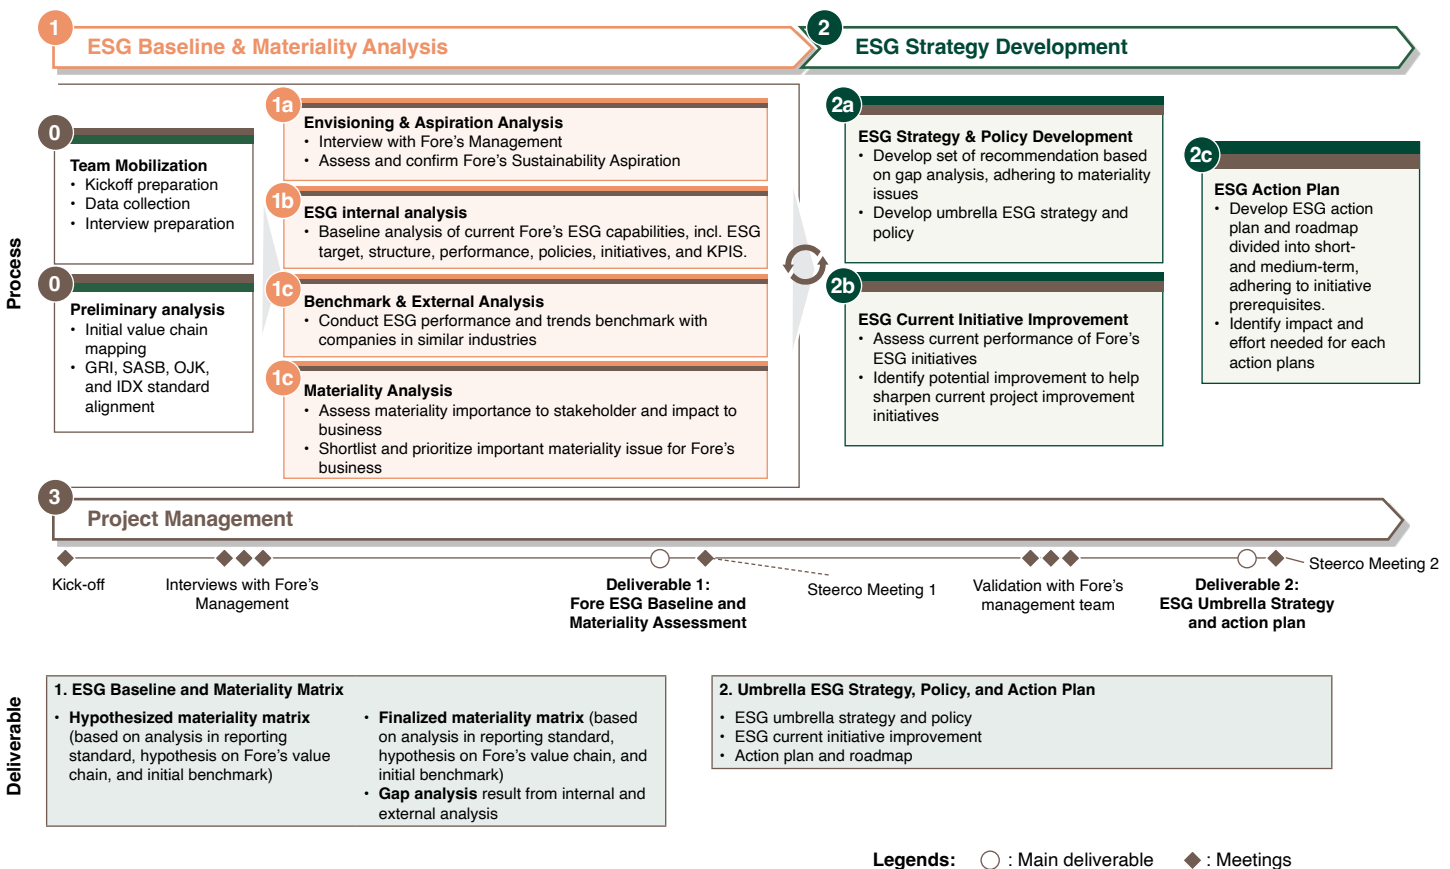 1
ESG Baseline & Materiality Analysis
2
ESG Strategy Development
Process
0
Team Mobilization
• Kickoff preparation
• Data collection
• Interview preparation
0
Preliminary analysis
• Initial value chain
mapping
• GRI, SASB, OJK,
and IDX standard
alignment
1a
Envisioning & Aspiration Analysis
• Interview with Fore's Management
• Assess and confirm Fore's Sustainability Aspiration
1b
ESG internal analysis
• Baseline analysis of current Fore's ESG capabilities, incl. ESG
target, structure, performance, policies, initiatives, and KPIS.
1c
Benchmark & External Analysis
• Conduct ESG performance and trends benchmark with
companies in similar industries
1c
Materiality Analysis
• Assess materiality importance to stakeholder and impact to
business
• Shortlist and prioritize important materiality issue for Fore's
business
2a
ESG Strategy & Policy Development
• Develop set of recommendation based
on gap analysis, adhering to materiality
issues
• Develop umbrella ESG strategy and
policy
2b
ESG Current Initiative Improvement
• Assess current performance of Fore's
ESG initiatives
• Identify potential improvement to help
sharpen current project improvement
initiatives
2c
ESG Action Plan
• Develop ESG action
plan and roadmap
divided into short-
and medium-term,
adhering to initiative
prerequisites.
• Identify impact and
effort needed for each
action plans
3
Project Management
Kick-off
Interviews with Fore's
Management
Deliverable 1:
Fore ESG Baseline and
Materiality Assessment
Steerco Meeting 1
Validation with Fore's
management team
Deliverable 2:
ESG Umbrella Strategy
and action plan
Steerco Meeting 2
Deliverable
1. ESG Baseline and Materiality Matrix
• Hypothesized materiality matrix
(based on analysis in reporting
standard, hypothesis on Fore's value
chain, and initial benchmark)
• Finalized materiality matrix (based
on analysis in reporting standard,
hypothesis on Fore's value chain, and
initial benchmark)
• Gap analysis result from internal and
external analysis
2. Umbrella ESG Strategy, Policy, and Action Plan
• ESG umbrella strategy and policy
• ESG current initiative improvement
• Action plan and roadmap
Legends: : Main deliverable : Meetings